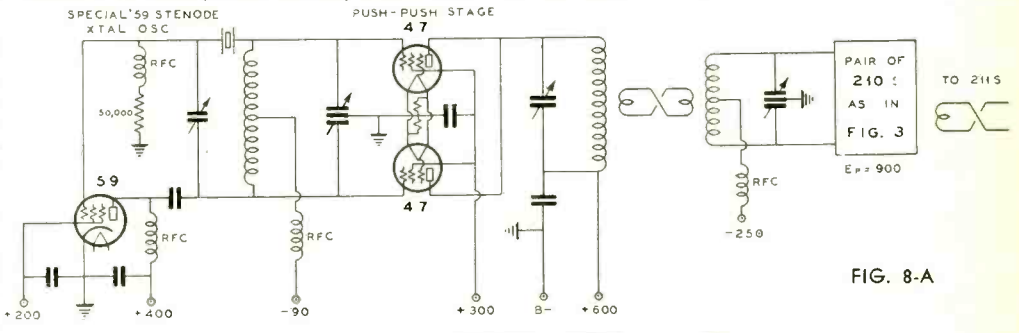 SPECIAL '59 STENODE
XTAL OSC
PUSH-PUSH STAGE
47
RFC
50,000
59
RFC
RFC
47
+200
+400
-90
+300
B-
+600
RFC
-250
PAIR OF
210 S
AS IN
FIG. 3
EP = 900
TO 211S
FIG. 8-A